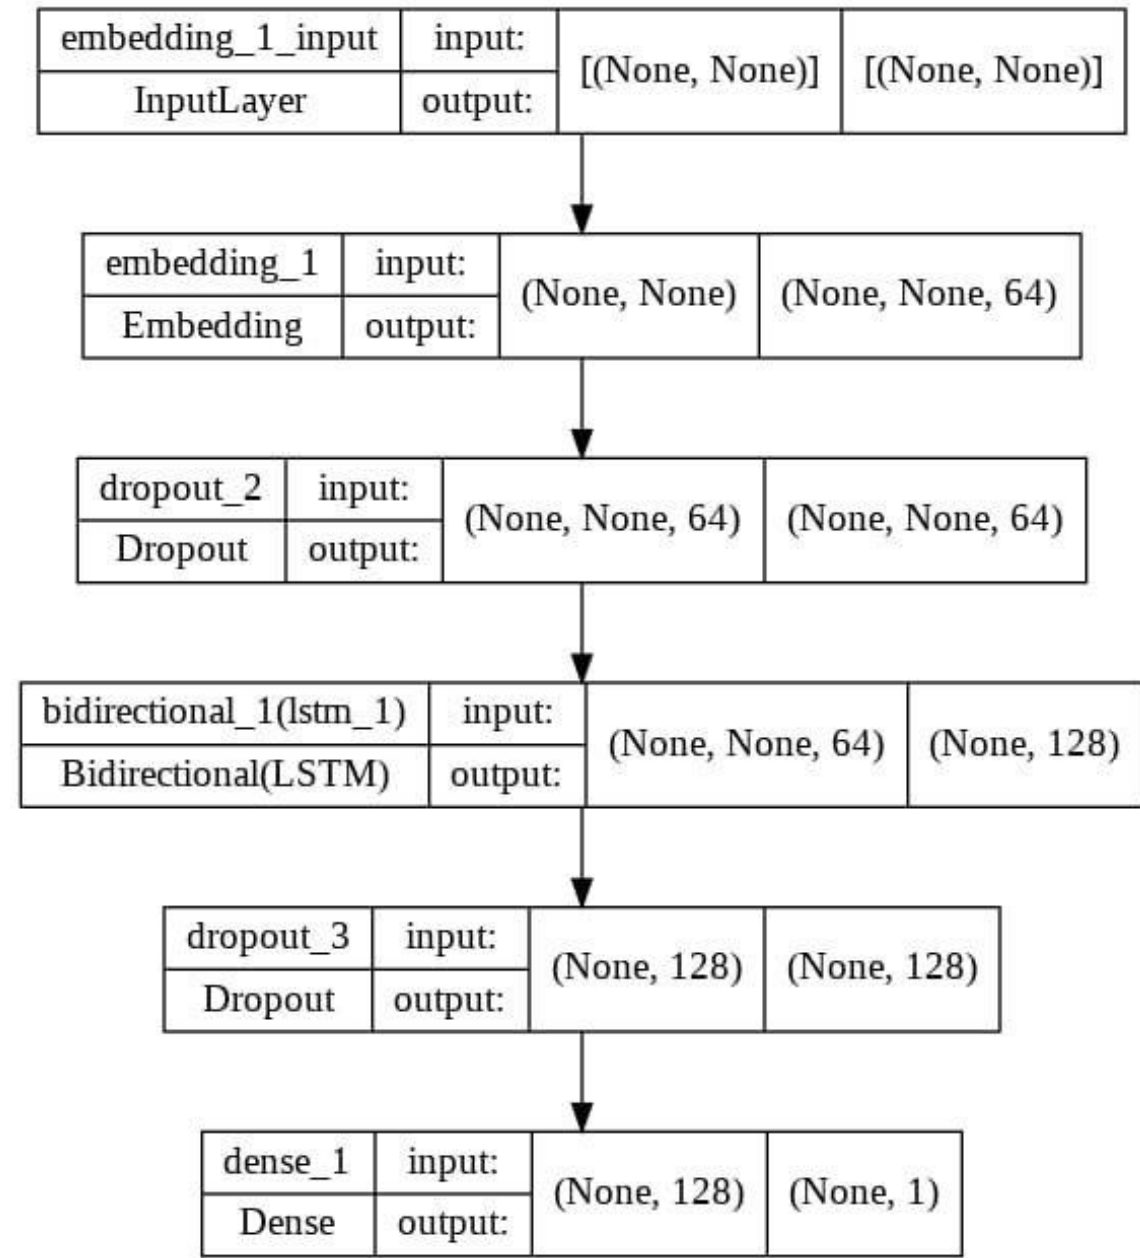 embedding_1_input input: [(None, None)] [(None, None)]
InputLayer output:
embedding_1 input: (None, None) (None, None, 64)
Embedding output:
dropout_2 input: (None, None, 64) (None, None, 64)
Dropout output:
bidirectional_1(lstm_1) input: (None, None, 64) (None, 128)
Bidirectional(LSTM) output:
dropout_3 input: (None, 128) (None, 128)
Dropout output:
dense_1 input: (None, 128) (None, 1)
Dense output: